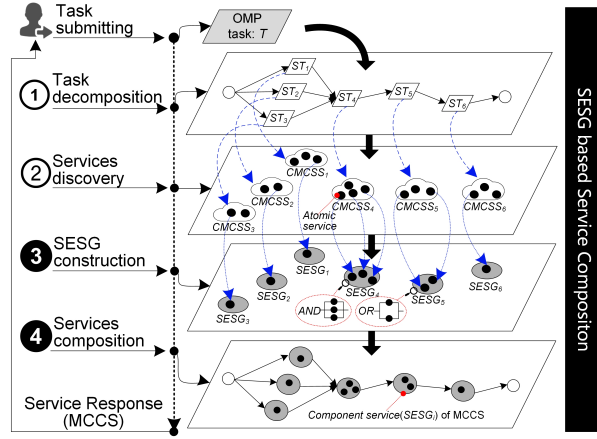 Task
submitting
OMP
task: T
1
Task
decomposition
ST1
ST2
ST3
ST4
ST5
ST6
2
Services
discovery
CMCSS1
CMCSS2
CMCSS3
CMCSS4
CMCSS5
CMCSS6
Atomic
service
3
SESG
construction
SESG1
SESG2
SESG3
SESG4
SESG5
SESG6
AND
OR
4
Services
composition
Component service(SESGi) of MCCS
Service Response
(MCCS)
SESG based Service Compositon